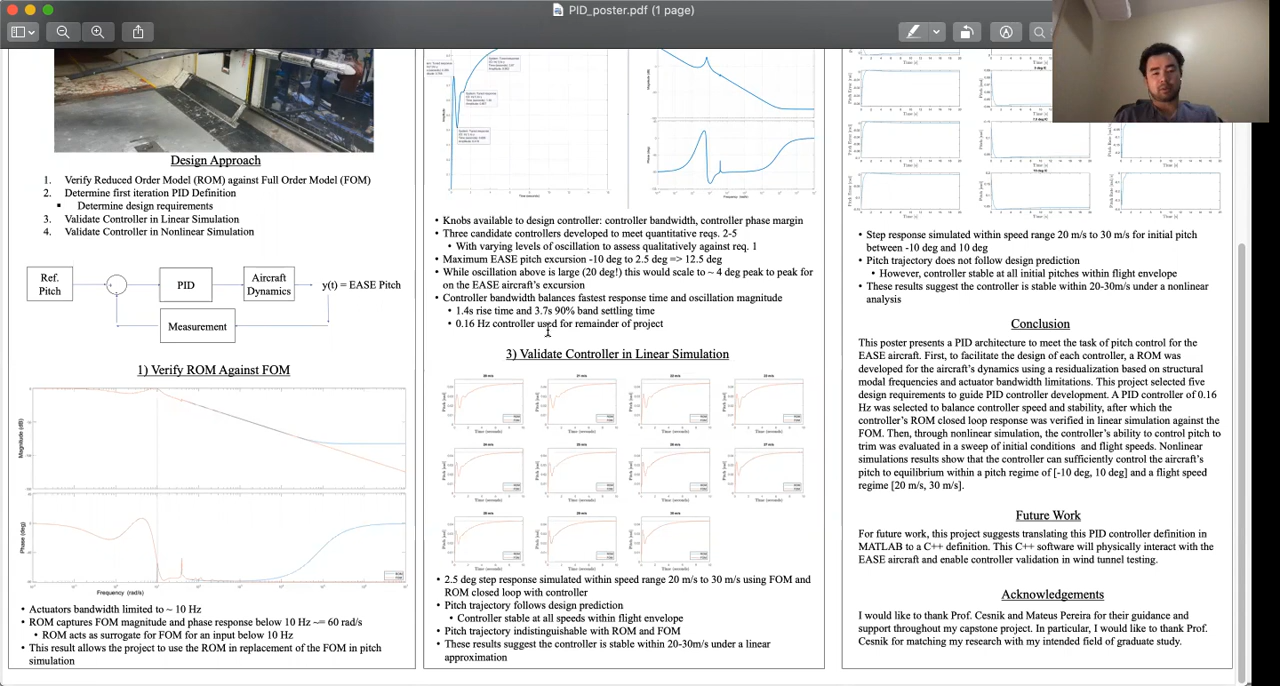 PID_poster.pdf (1 page)
Design Approach
1. Verify Reduced Order Model (ROM) against Full Order Model (FOM)
2. Determine first iteration PID Definition
▪ Determine design requirements
3. Validate Controller in Linear Simulation
4. Validate Controller in Nonlinear Simulation
Ref. Pitch
PID
Aircraft Dynamics
y(t) = EASE Pitch
Measurement
1) Verify ROM Against FOM
Magnitude (dB)
Phase (deg)
Frequency (rad/s)
• Actuators bandwidth limited to ~ 10 Hz
• ROM captures FOM magnitude and phase response below 10 Hz ~= 60 rad/s
• ROM acts as surrogate for FOM for an input below 10 Hz
• This result allows the project to use the ROM in replacement of the FOM in pitch
simulation
• Knobs available to design controller: controller bandwidth, controller phase margin
• Three candidate controllers developed to meet quantitative reqs. 2-5
• With varying levels of oscillation to assess qualitatively against req. 1
• Maximum EASE pitch excursion -10 deg to 2.5 deg => 12.5 deg
• While oscillation above is large (20 deg!) this would scale to ~ 4 deg peak to peak for
on the EASE aircraft's excursion
• Controller bandwidth balances fastest response time and oscillation magnitude
• 1.4s rise time and 3.7s 90% band settling time
• 0.16 Hz controller used for remainder of project
3) Validate Controller in Linear Simulation
• 2.5 deg step response simulated within speed range 20 m/s to 30 m/s using FOM and
ROM closed loop with controller
• Pitch trajectory follows design prediction
• Controller stable at all speeds within flight envelope
• Pitch trajectory indistinguishable with ROM and FOM
• These results suggest the controller is stable within 20-30m/s under a linear
approximation
• Step response simulated within speed range 20 m/s to 30 m/s for initial pitch
between -10 deg and 10 deg
• Pitch trajectory does not follow design prediction
• However, controller stable at all initial pitches within flight envelope
• These results suggest the controller is stable within 20-30m/s under a nonlinear
analysis
Conclusion
This poster presents a PID architecture to meet the task of pitch control for the
EASE aircraft. First, to facilitate the design of each controller, a ROM was
developed for the aircraft's dynamics using a residualization based on structural
modal frequencies and actuator bandwidth limitations. This project selected five
design requirements to guide PID controller development. A PID controller of 0.16
Hz was selected to balance controller speed and stability, after which the
controller's ROM closed loop response was verified in linear simulation against the
FOM. Then, through nonlinear simulation, the controller's ability to control pitch to
trim was evaluated in a sweep of initial conditions and flight speeds. Nonlinear
simulations results show that the controller can sufficiently control the aircraft's
pitch to equilibrium within a pitch regime of [-10 deg, 10 deg] and a flight speed
regime [20 m/s, 30 m/s].
Future Work
For future work, this project suggests translating this PID controller definition in
MATLAB to a C++ definition. This C++ software will physically interact with the
EASE aircraft and enable controller validation in wind tunnel testing.
Acknowledgements
I would like to thank Prof. Cesnik and Mateus Pereira for their guidance and
support throughout my capstone project. In particular, I would like to thank Prof.
Cesnik for matching my research with my intended field of graduate study.